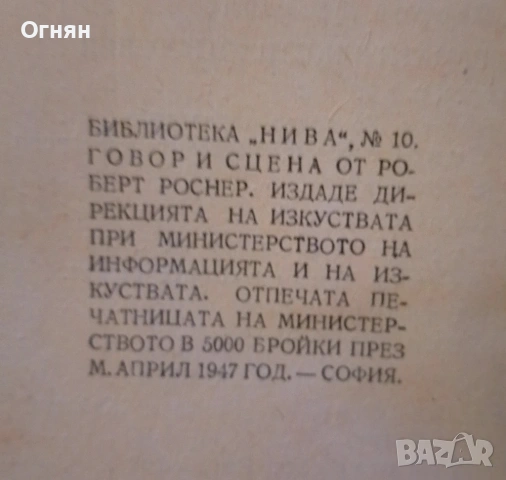 Огнян
БИБЛИОТЕКА „НИВА“, № 10.
ГОВОР И СЦЕНА ОТ РО-
БЕРТ РОСНЕР. ИЗДАДЕ ДИ-
РЕКЦИЯТА НА ИЗКУСТВАТА
ПРИ МИНИСТЕРСТВОТО НА
ИНФОРМАЦИЯТА И НА ИЗ-
КУСТВАТА. ОТПЕЧАТА ПЕ-
ЧАТНИЦАТА НА МИНИСТЕР-
СТВОТО В 5000 БРОЙКИ ПРЕЗ
М. АПРИЛ 1947 ГОД. — СОФИЯ.
BAZAR